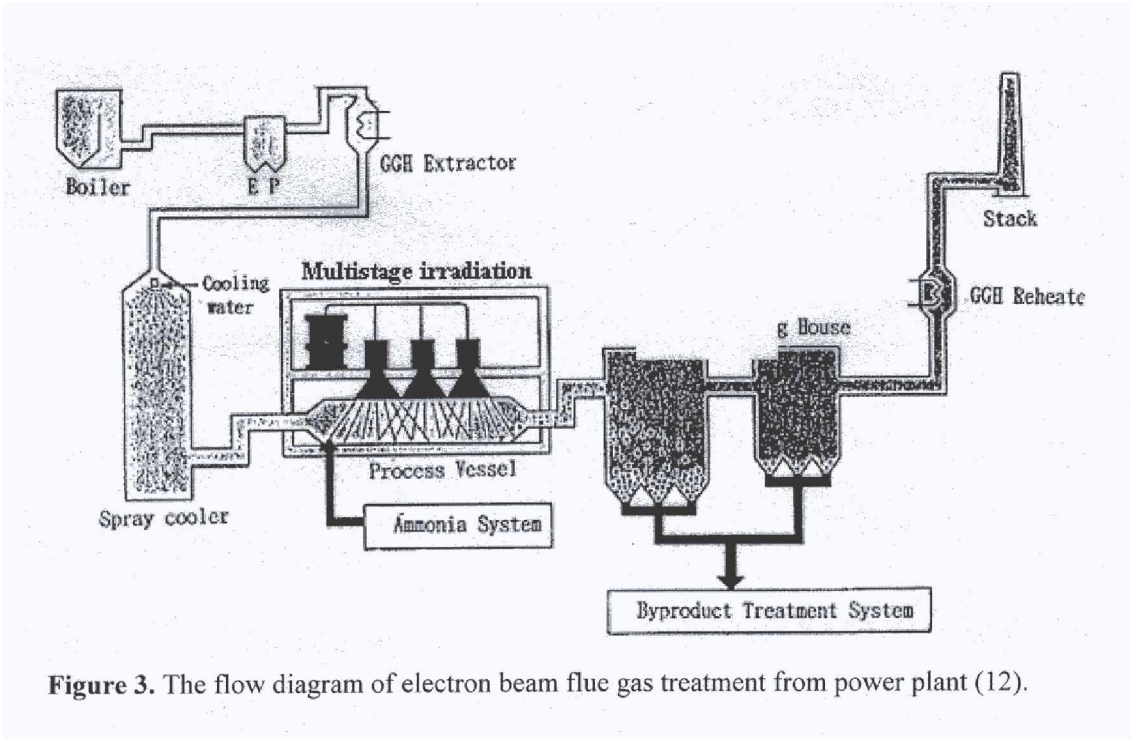 Boiler
E P
GGH Extractor
Stack
Cooling
water
Multistage irradiation
GGH Reheate
g House
Process Vessel
Spray cooler
Ammonia System
Byproduct Treatment System
Figure 3. The flow diagram of electron beam flue gas treatment from power plant (12).